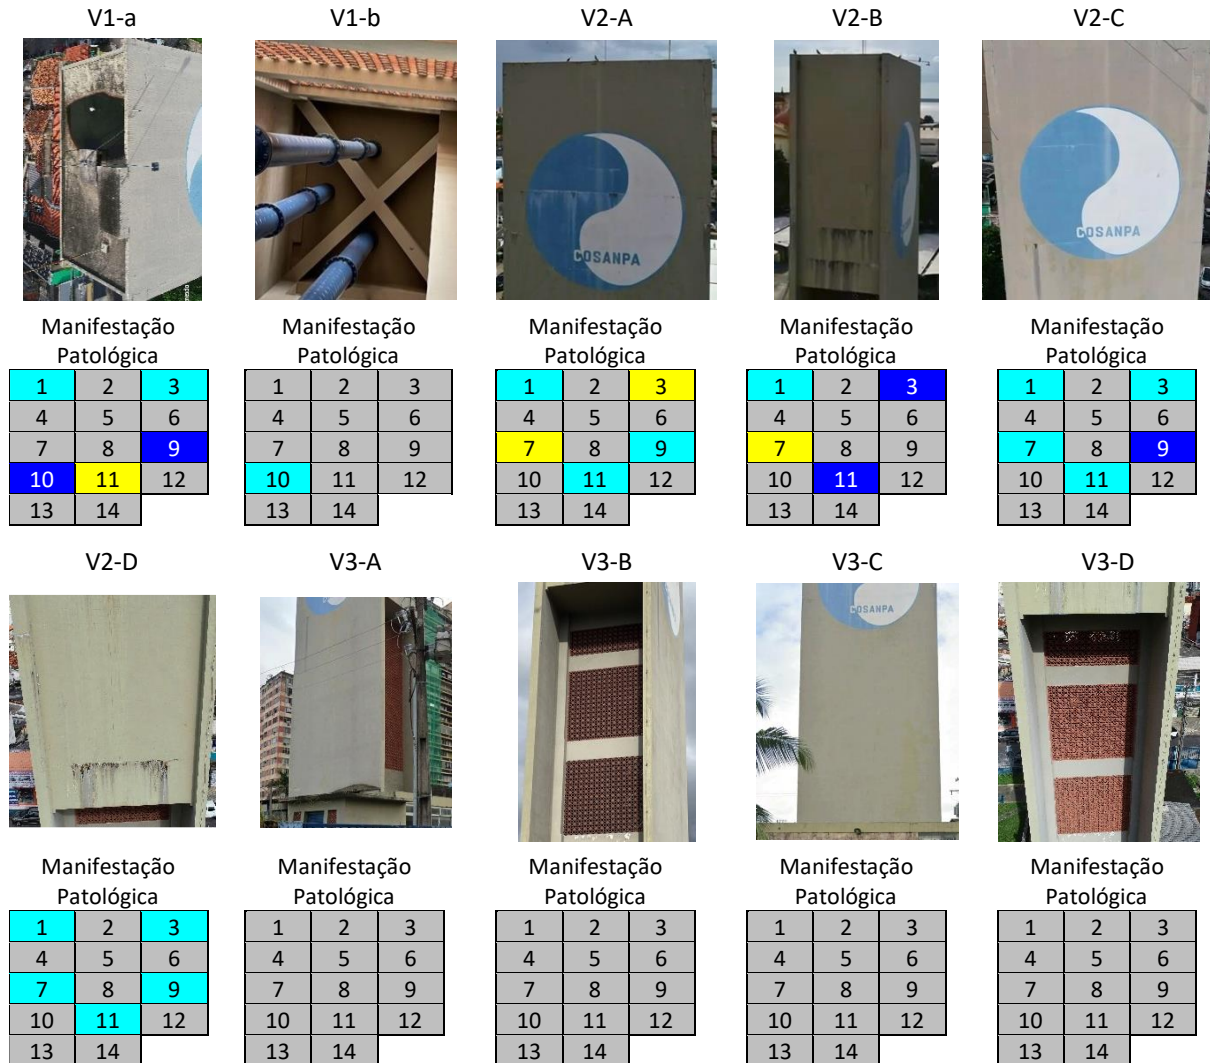 V1-a V1-b V2-A V2-B V2-C
COSANPA COSANPA
Manifestação Manifestação Manifestação Manifestação Manifestação
Patológica Patológica Patológica Patológica Patológica
1 2 3 1 2 3 1 2 3 1 2 3 1 2 3
4 5 6 4 5 6 4 5 6 4 5 6 4 5 6
7 8 9 7 8 9 7 8 9 7 8 9 7 8 9
10 11 12 10 11 12 10 11 12 10 11 12 10 11 12
13 14 13 14 13 14 13 14 13 14
V2-D V3-A V3-B V3-C V3-D
COSANPA
Manifestação Manifestação Manifestação Manifestação Manifestação
Patológica Patológica Patológica Patológica Patológica
1 2 3 1 2 3 1 2 3 1 2 3 1 2 3
4 5 6 4 5 6 4 5 6 4 5 6 4 5 6
7 8 9 7 8 9 7 8 9 7 8 9 7 8 9
10 11 12 10 11 12 10 11 12 10 11 12 10 11 12
13 14 13 14 13 14 13 14 13 14